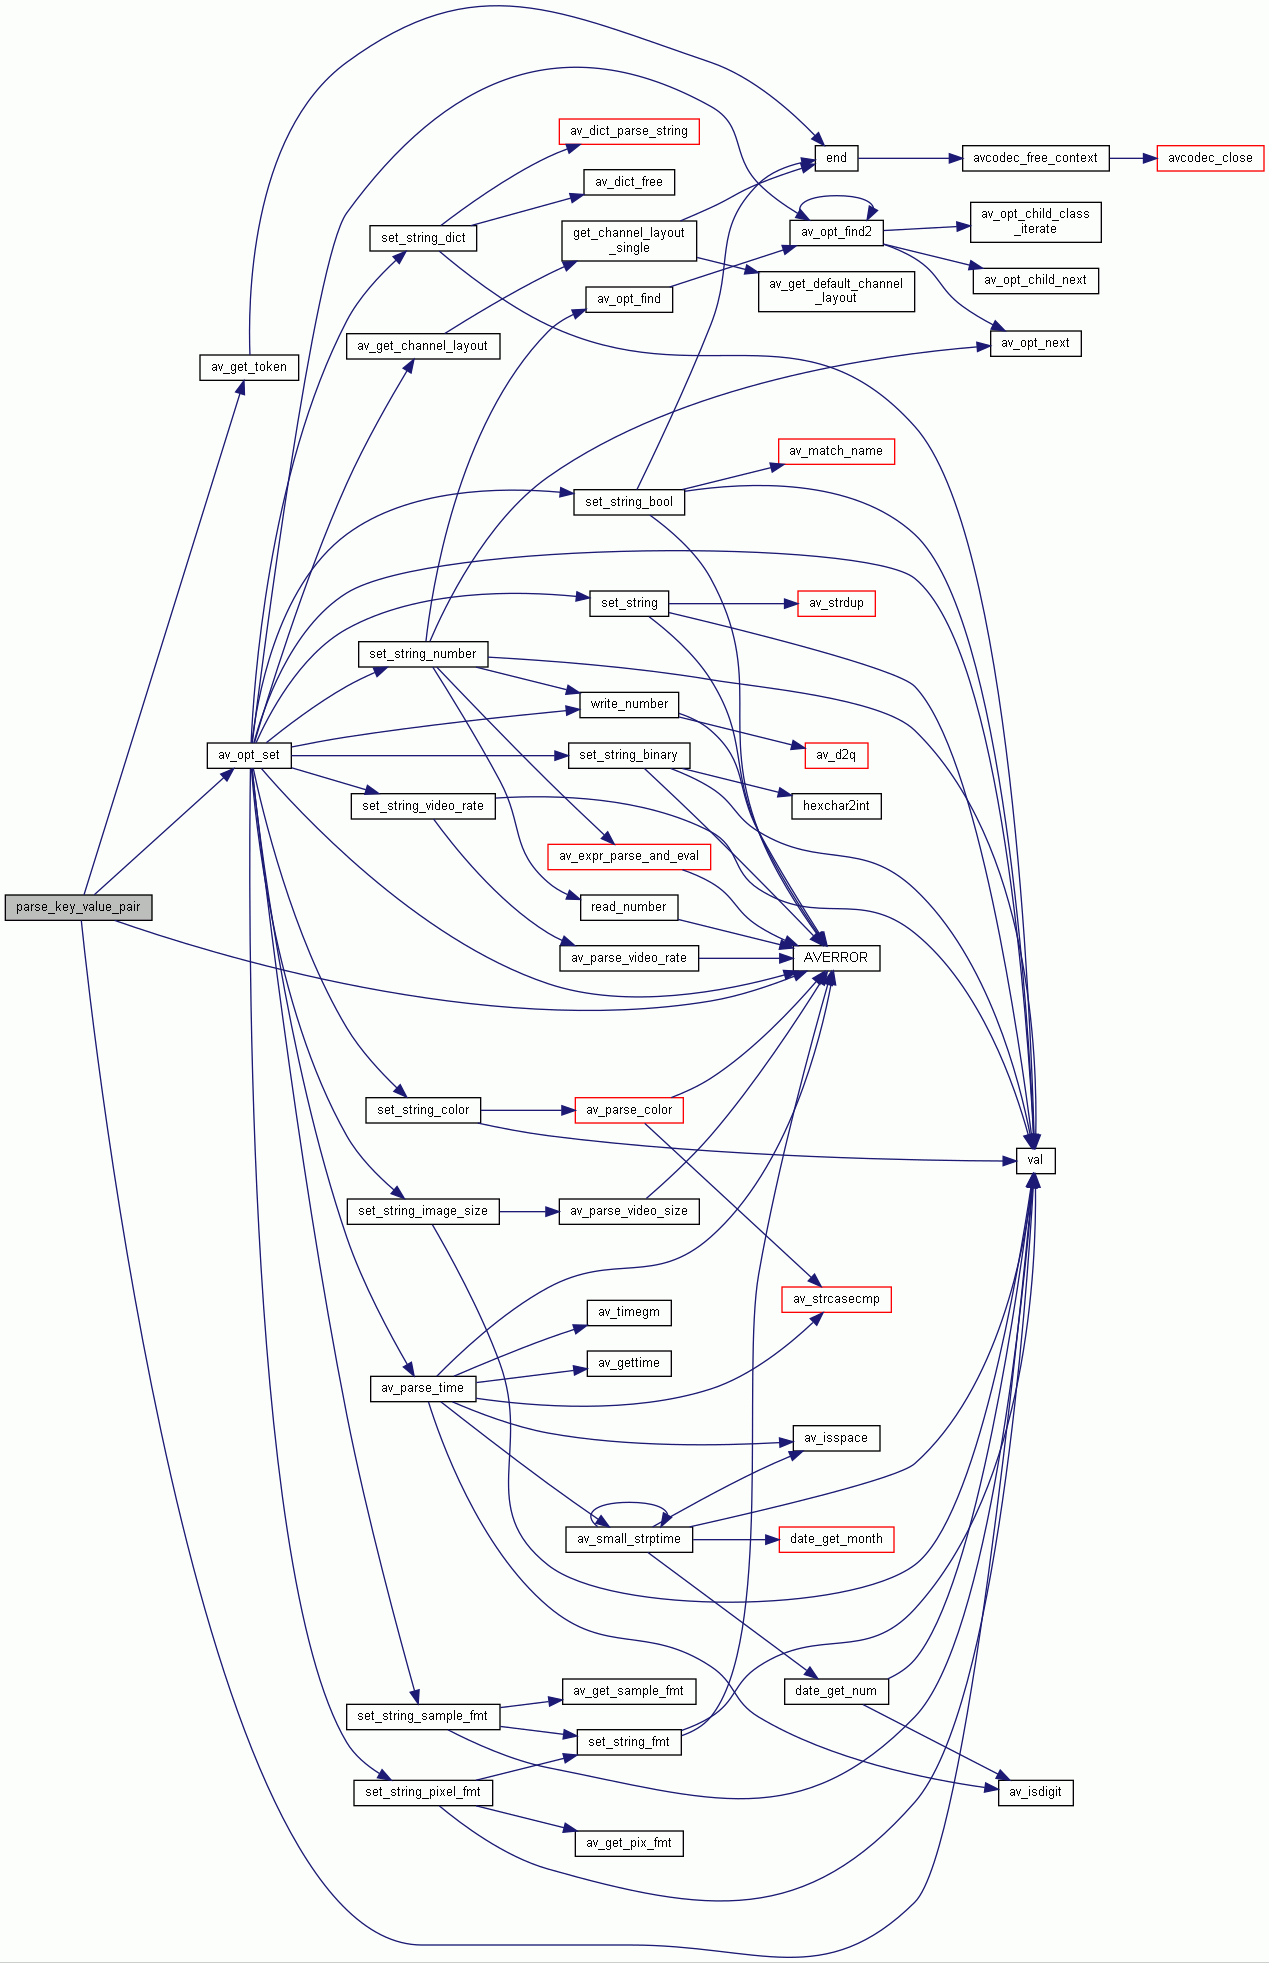 av_dict_parse_string
end
avcodec_free_context
avcodec_close
av_dict_free
av_opt_child_class
_iterate
set_string_dict
get_channel_layout
_single
av_opt_find2
av_opt_child_next
av_get_default_channel
_layout
av_opt_find
av_opt_next
av_get_channel_layout
av_get_token
av_match_name
set_string_bool
set_string
av_strdup
set_string_number
write_number
av_opt_set
set_string_binary
av_d2q
set_string_video_rate
hexchar2int
av_expr_parse_and_eval
parse_key_value_pair
read_number
av_parse_video_rate
AVERROR
set_string_color
av_parse_color
val
set_string_image_size
av_parse_video_size
av_strcasecmp
av_timegm
av_gettime
av_parse_time
av_isspace
av_small_strptime
date_get_month
av_get_sample_fmt
date_get_num
set_string_sample_fmt
set_string_fmt
set_string_pixel_fmt
av_isdigit
av_get_pix_fmt